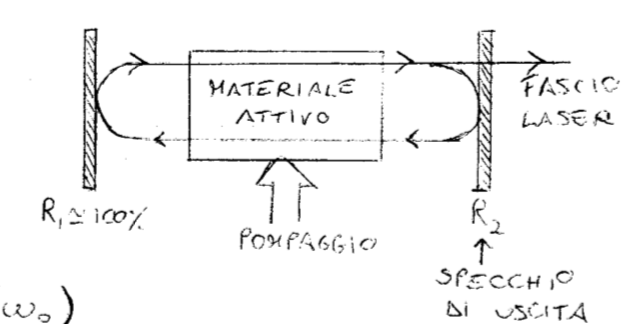 MATERIALE
ATTIVO
FASCIO
LASER
R₁ ≃ 100%
R₂
POMPAGGIO
SPECCHIO
DI USCITA
ω₀)